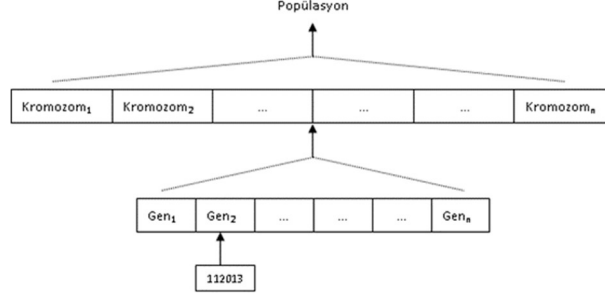 Popülasyon
Kromozom₁ Kromozom₂ ... ... ... Kromozomₙ
Gen₁ Gen₂ ... ... ... Genₙ
112013